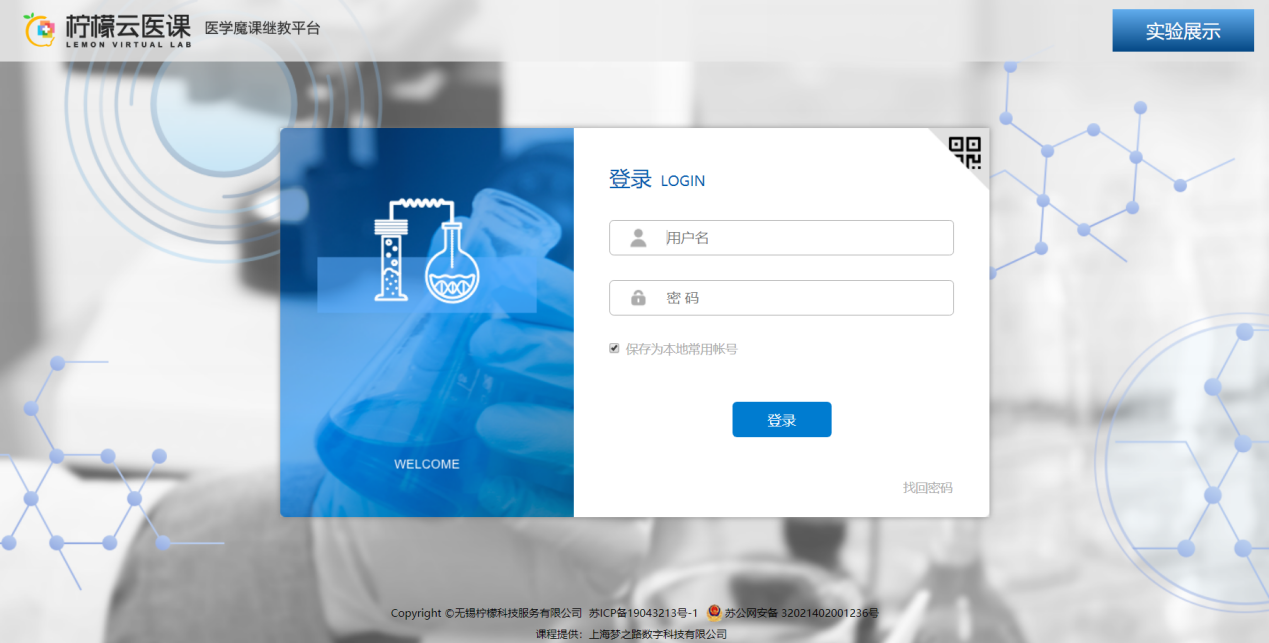 柠檬云医课 医学魔课继教平台
LEMON VIRTUAL LAB
实验展示
登录 LOGIN
用户名
密 码
保存为本地常用帐号
登录
WELCOME
找回密码
Copyright ©无锡柠檬科技服务有限公司 苏ICP备19043213号-1 苏公网安备 32021402001236号
课程提供：上海梦之路数字科技有限公司